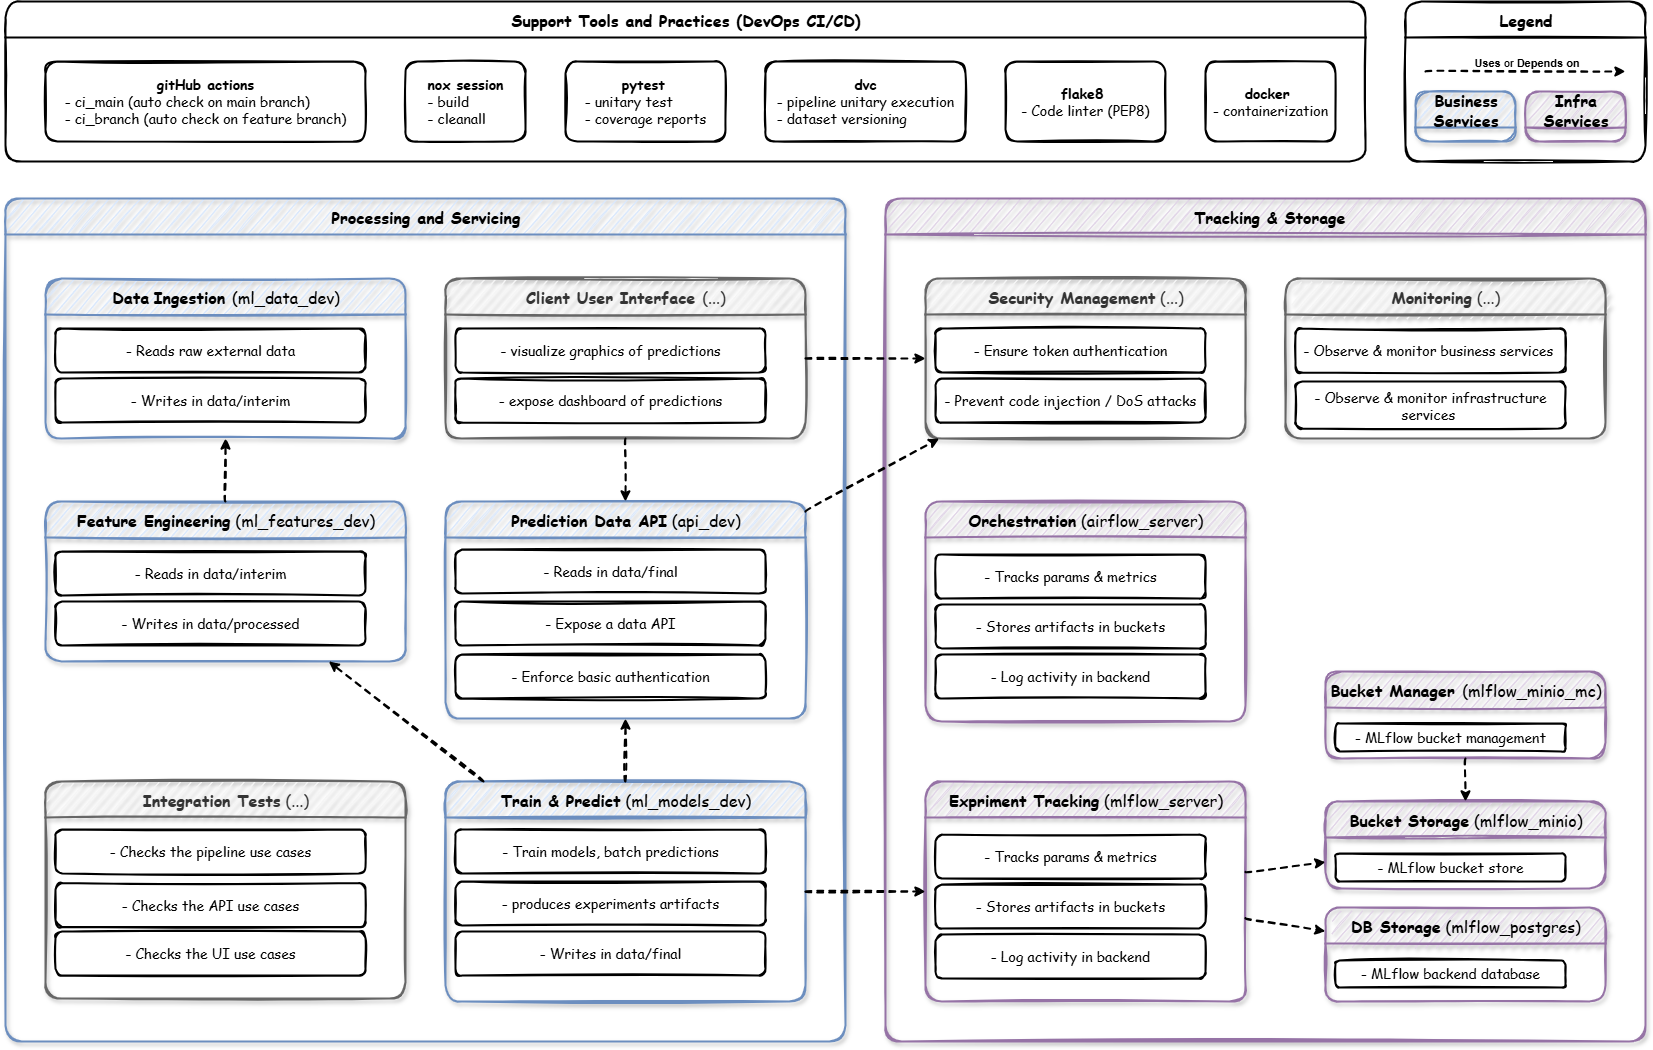 Support Tools and Practices (DevOps CI/CD)
gitHub actions
- ci_main (auto check on main branch)
- ci_branch (auto check on feature branch)
nox session
- build
- cleanall
pytest
- unitary test
- coverage reports
dvc
- pipeline unitary execution
- dataset versioning
flake8
- Code linter (PEP8)
docker
- containerization
Legend
Uses or Depends on
Business
Services
Infra
Services
Processing and Servicing
Data Ingestion (ml_data_dev)
- Reads raw external data
- Writes in data/interim
Client User Interface (...)
- visualize graphics of predictions
- expose dashboard of predictions
Feature Engineering (ml_features_dev)
- Reads in data/interim
- Writes in data/processed
Prediction Data API (api_dev)
- Reads in data/final
- Expose a data API
- Enforce basic authentication
Integration Tests (...)
- Checks the pipeline use cases
- Checks the API use cases
- Checks the UI use cases
Train & Predict (ml_models_dev)
- Train models, batch predictions
- produces experiments artifacts
- Writes in data/final
Tracking & Storage
Security Management (...)
- Ensure token authentication
- Prevent code injection / DoS attacks
Monitoring (...)
- Observe & monitor business services
- Observe & monitor infrastructure
services
Orchestration (airflow_server)
- Tracks params & metrics
- Stores artifacts in buckets
- Log activity in backend
Bucket Manager (mlflow_minio_mc)
- MLflow bucket management
Expriment Tracking (mlflow_server)
- Tracks params & metrics
- Stores artifacts in buckets
- Log activity in backend
Bucket Storage (mlflow_minio)
- MLflow bucket store
DB Storage (mlflow_postgres)
- MLflow backend database